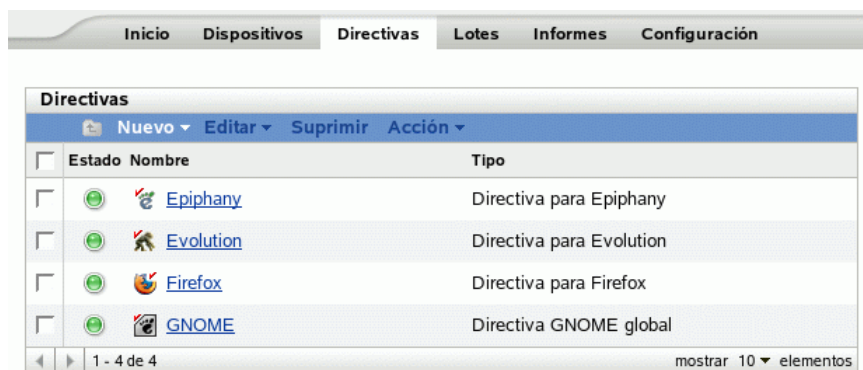 Inicio Dispositivos Directivas Lotes Informes Configuración
Directivas
Nuevo Editar Suprimir Acción
Estado Nombre Tipo
Epiphany Directiva para Epiphany
Evolution Directiva para Evolution
Firefox Directiva para Firefox
GNOME Directiva GNOME global
1 - 4 de 4 mostrar 10 elementos